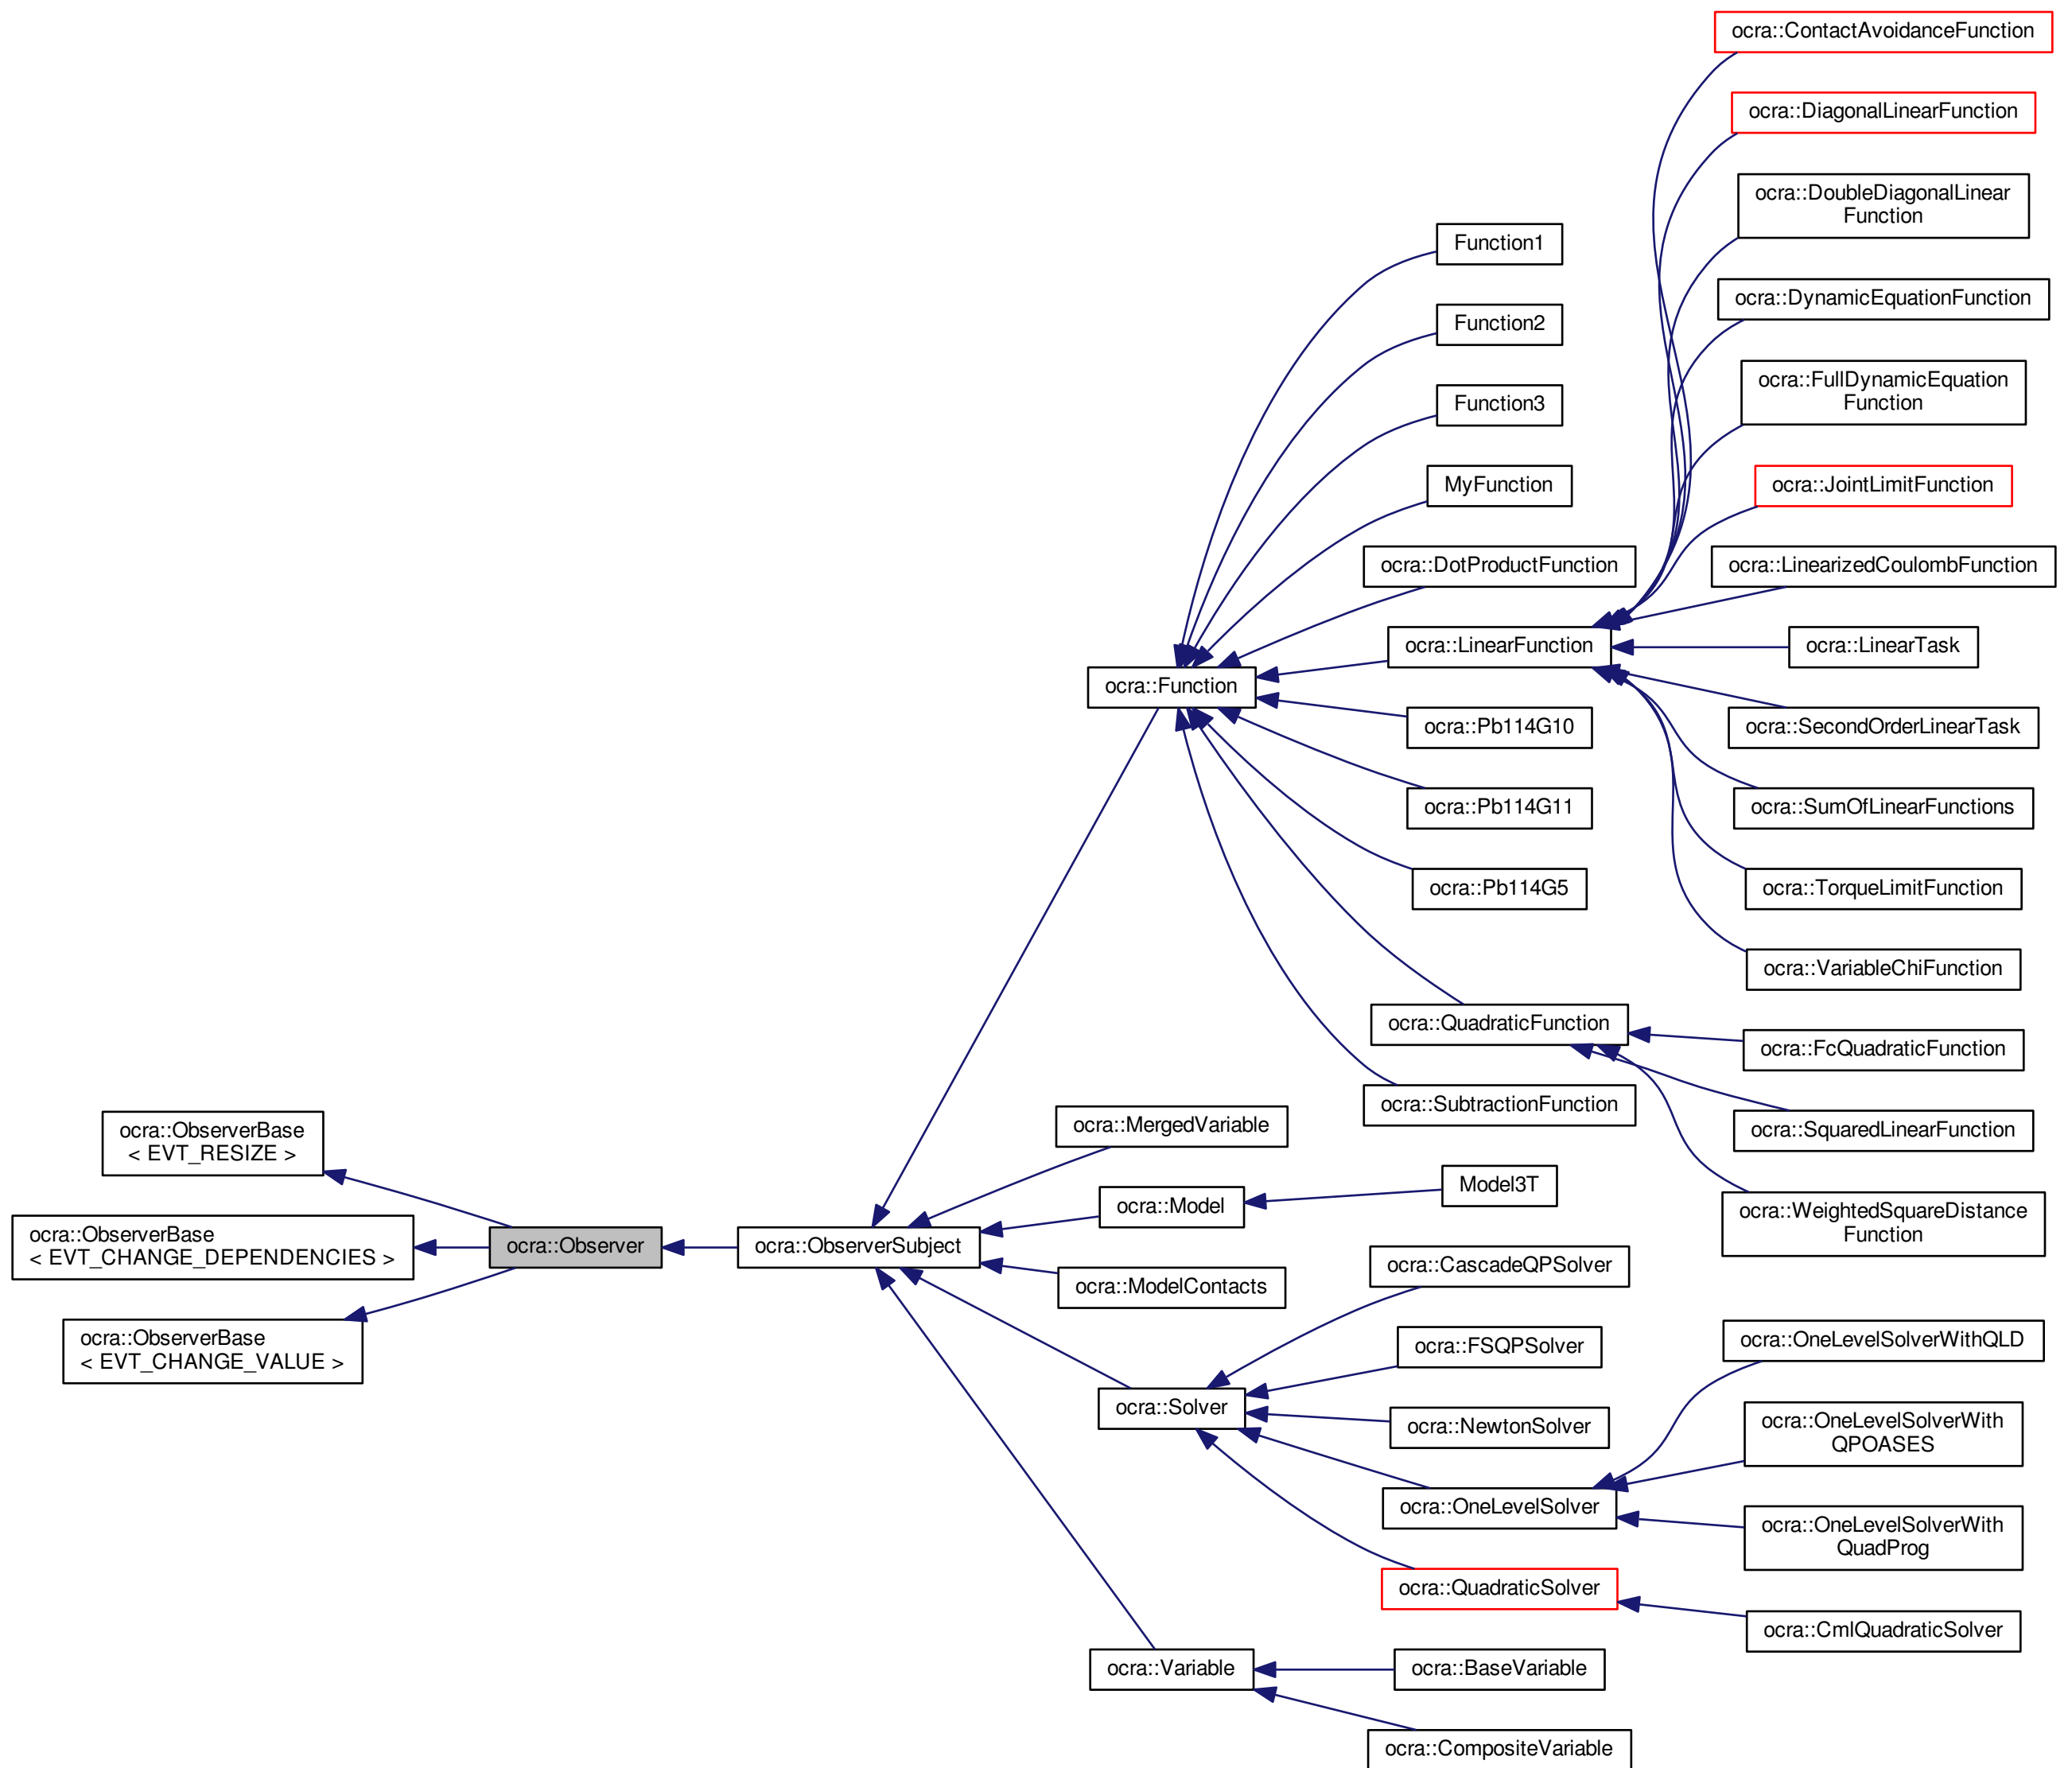 ocra::ObserverBase
< EVT_RESIZE >
ocra::ObserverBase
< EVT_CHANGE_DEPENDENCIES >
ocra::ObserverBase
< EVT_CHANGE_VALUE >
ocra::Observer
ocra::ObserverSubject
ocra::Function
ocra::MergedVariable
ocra::Model
ocra::ModelContacts
ocra::Solver
ocra::Variable
Function1
Function2
Function3
MyFunction
ocra::DotProductFunction
ocra::LinearFunction
ocra::Pb114G10
ocra::Pb114G11
ocra::Pb114G5
ocra::QuadraticFunction
ocra::SubtractionFunction
Model3T
ocra::CascadeQPSolver
ocra::FSQPSolver
ocra::NewtonSolver
ocra::OneLevelSolver
ocra::QuadraticSolver
ocra::BaseVariable
ocra::CompositeVariable
ocra::ContactAvoidanceFunction
ocra::DiagonalLinearFunction
ocra::DoubleDiagonalLinear
Function
ocra::DynamicEquationFunction
ocra::FullDynamicEquation
Function
ocra::JointLimitFunction
ocra::LinearizedCoulombFunction
ocra::LinearTask
ocra::SecondOrderLinearTask
ocra::SumOfLinearFunctions
ocra::TorqueLimitFunction
ocra::VariableChiFunction
ocra::FcQuadraticFunction
ocra::SquaredLinearFunction
ocra::WeightedSquareDistance
Function
ocra::OneLevelSolverWithQLD
ocra::OneLevelSolverWith
QPOASES
ocra::OneLevelSolverWith
QuadProg
ocra::CmlQuadraticSolver